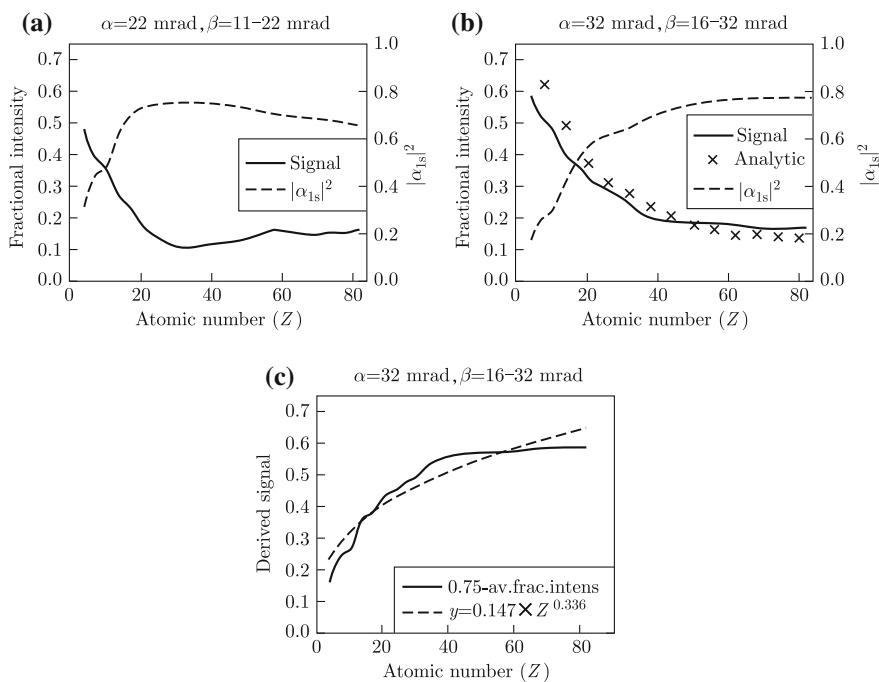 (a)
α=22 mrad, β=11–22 mrad
Fractional intensity
0.7
0.6
0.5
0.4
0.3
0.2
0.1
0.0
1.0
0.8
0.6
0.4
0.2
0.0
|α1s|²
Signal
|α1s|²
0 20 40 60 80
Atomic number (Z)
(b)
α=32 mrad, β=16–32 mrad
Fractional intensity
0.7
0.6
0.5
0.4
0.3
0.2
0.1
0.0
1.0
0.8
0.6
0.4
0.2
0.0
|α1s|²
Signal
Analytic
|α1s|²
0 20 40 60 80
Atomic number (Z)
(c)
α=32 mrad, β=16–32 mrad
Derived signal
0.7
0.6
0.5
0.4
0.3
0.2
0.1
0.0
0.75-av.frac.intens
y=0.147×Z^0.336
0 20 40 60 80
Atomic number (Z)